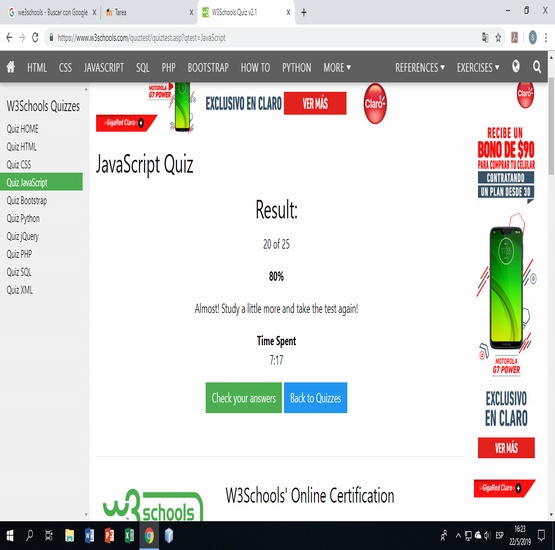 we3schools - Buscar con Google
Tarea
W3Schools Quiz v2.1
https://www.w3schools.com/quiztest/quiztest.asp?qtest=JavaScript
HTML CSS JAVASCRIPT SQL PHP BOOTSTRAP HOW TO PYTHON MORE REFERENCES EXERCISES
W3Schools Quizzes
Quiz HOME
Quiz HTML
Quiz CSS
Quiz JavaScript
Quiz Bootstrap
Quiz Python
Quiz jQuery
Quiz PHP
Quiz SQL
Quiz XML
MOTOROLA
G7 POWER
EXCLUSIVO EN CLARO
VER MÁS
Claro
GigaRed Claro
JavaScript Quiz
Result:
20 of 25
80%
Almost! Study a little more and take the test again!
Time Spent
7:17
Check your answers
Back to Quizzes
W3Schools' Online Certification
w3schools
Claro
RECIBE UN
BONO DE $90
PARA COMPRAR TU CELULAR
CONTRATANDO
UN PLAN DESDE 30
MOTOROLA
G7 POWER
EXCLUSIVO
EN CLARO
VER MÁS
GigaRed Claro
ESP
16:23
22/5/2019